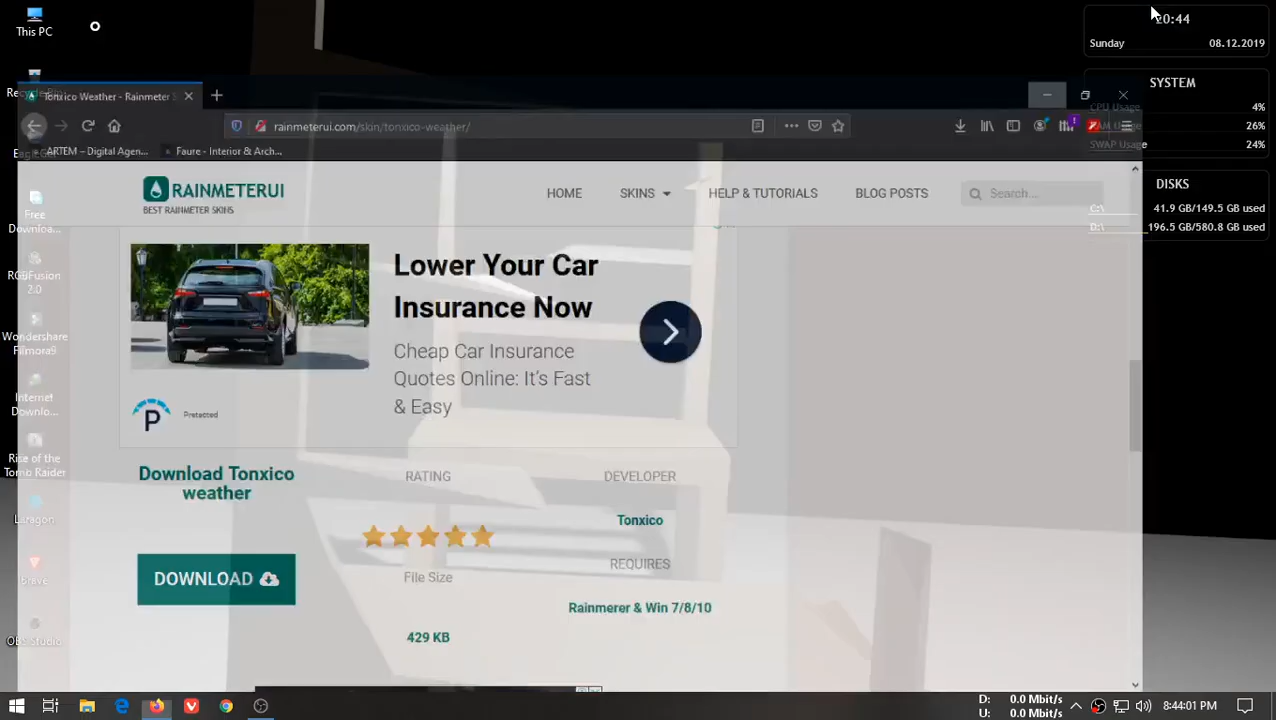 This PC
Recycle Bin
EagleGet
Free
Downloa...
RGBFusion
2.0
Wondershare
Filmora9
Internet
Downlo...
Rise of the
Tomb Raider
Laragon
Brave
OBS Studio
Tonxico Weather - Rainmeter S
rainmeterui.com/skin/tonxico-weather/
ARTEM – Digital Agen...
Faure - Interior & Arch...
RAINMETERUI
BEST RAINMETER SKINS
HOME
SKINS
HELP & TUTORIALS
BLOG POSTS
Search...
Lower Your Car
Insurance Now
Cheap Car Insurance
Quotes Online: It's Fast
& Easy
P
Pretected
Download Tonxico
weather
DOWNLOAD
RATING
File Size
429 KB
DEVELOPER
Tonxico
REQUIRES
Rainmerer & Win 7/8/10
20:44
Sunday 08.12.2019
SYSTEM
CPU Usage 4%
RAM Usage 26%
SWAP Usage 24%
DISKS
C:\ 41.9 GB/149.5 GB used
D:\ 196.5 GB/580.8 GB used
D: 0.0 Mbit/s
U: 0.0 Mbit/s
8:44:01 PM